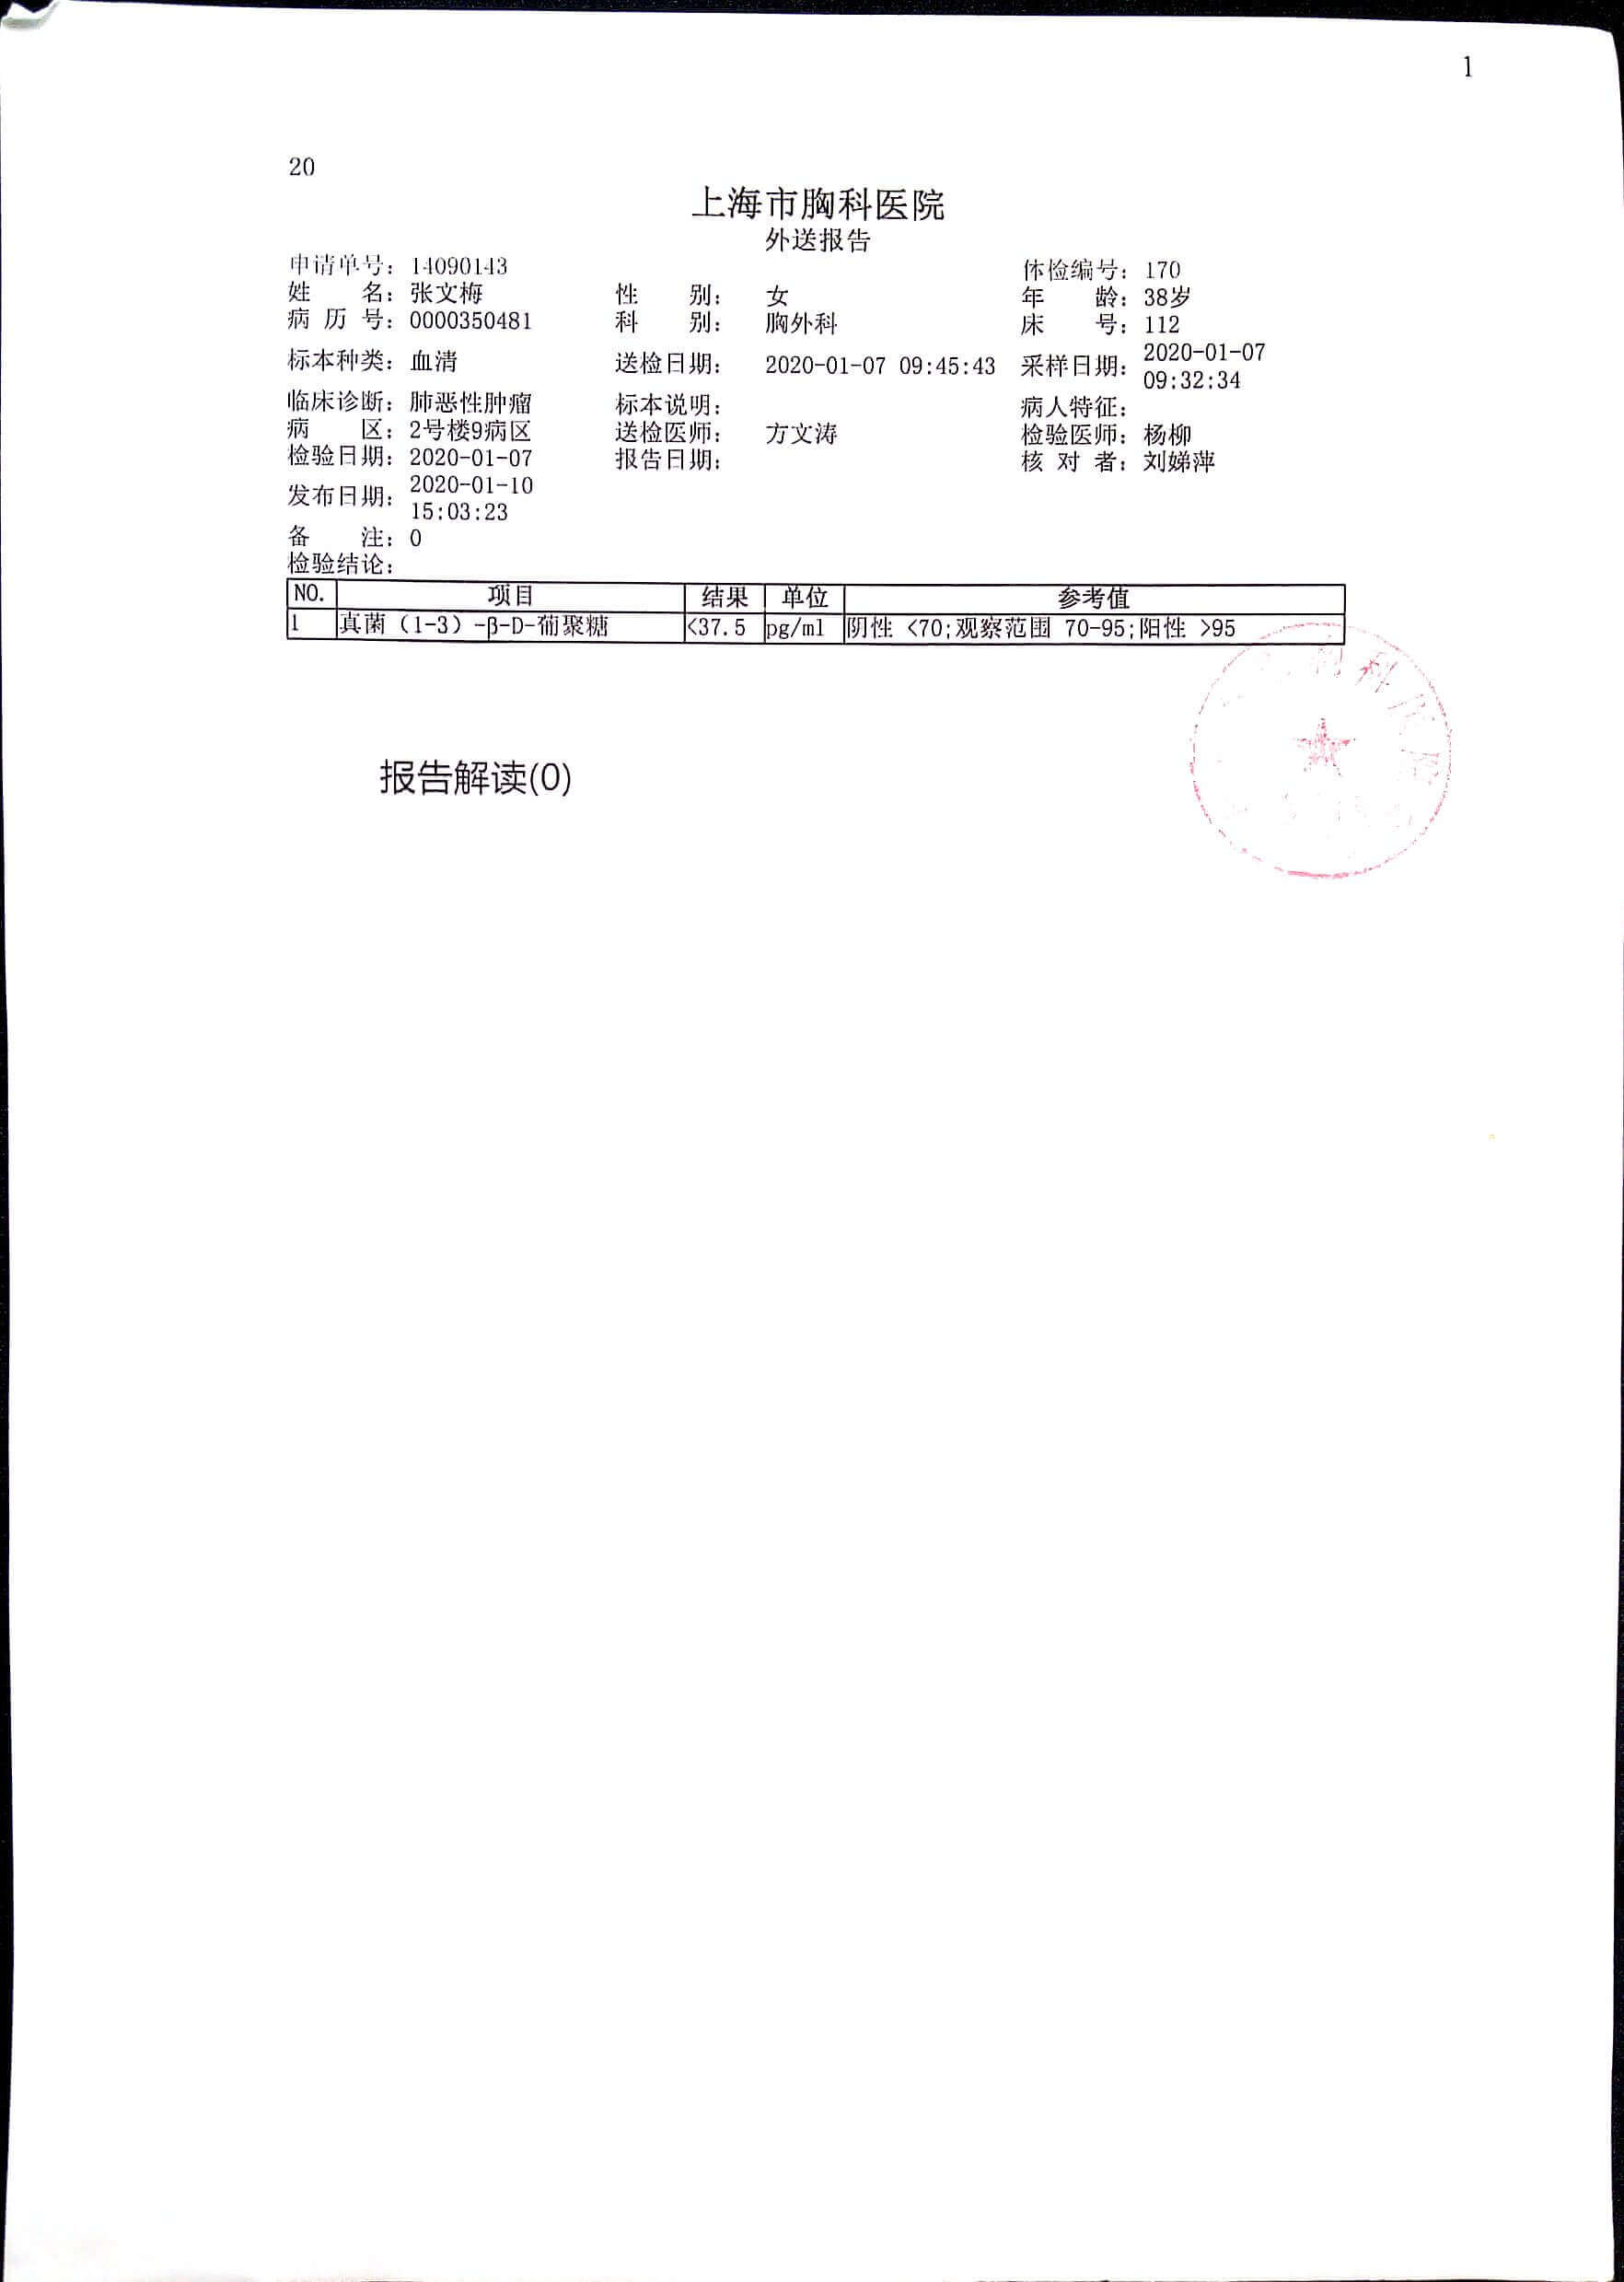 1
20
上海市胸科医院
外送报告
申请单号: 14090143 体检编号: 170
姓 名: 张文梅 性 别: 女 年 龄: 38岁
病 历 号: 0000350481 科 别: 胸外科 床 号: 112
标本种类: 血清 送检日期: 2020-01-07 09:45:43 采样日期: 2020-01-07
09:32:34
临床诊断: 肺恶性肿瘤 标本说明: 病人特征:
病 区: 2号楼9病区 送检医师: 方文涛 检验医师: 杨柳
检验日期: 2020-01-07 报告日期: 核 对 者: 刘娣萍
发布日期: 2020-01-10
15:03:23
备 注: 0
检验结论:
NO. 项目 结果 单位 参考值
1 真菌（1-3）-β-D-葡聚糖 <37.5 pg/ml 阴性 <70;观察范围 70-95;阳性 >95
科
报告解读(0)